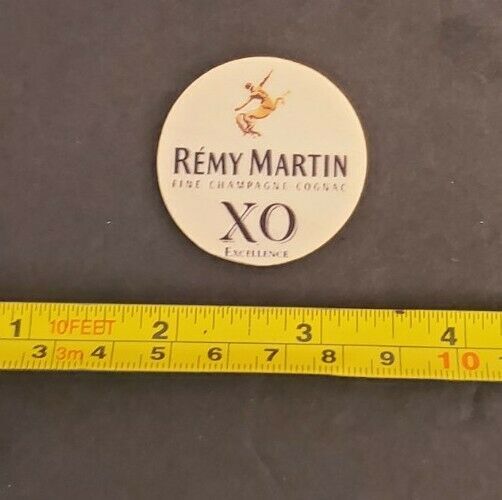 RÉMY MARTIN
FINE CHAMPAGNE COGNAC
XO
EXCELLENCE
1 10FEET 2 3 4
3 3m 4 5 6 7 8 9 10